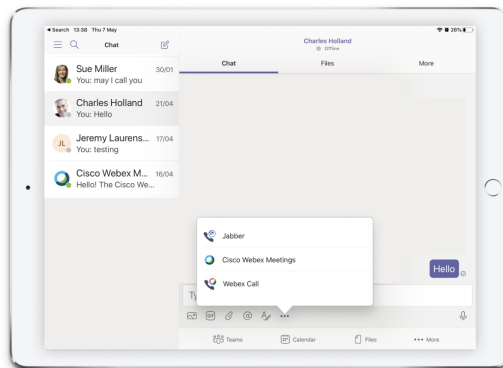 Search 13:38 Thu 7 May
26%
Chat
Sue Miller 30/01
You: may I call you
Charles Holland 21/04
You: Hello
JL
Jeremy Laurens... 17/04
You: testing
Cisco Webex M... 16/04
Hello! The Cisco We...
Charles Holland
Offline
Chat Files More
Jabber
Cisco Webex Meetings
Webex Call
Hello
Ty
GIF
Teams Calendar Files More